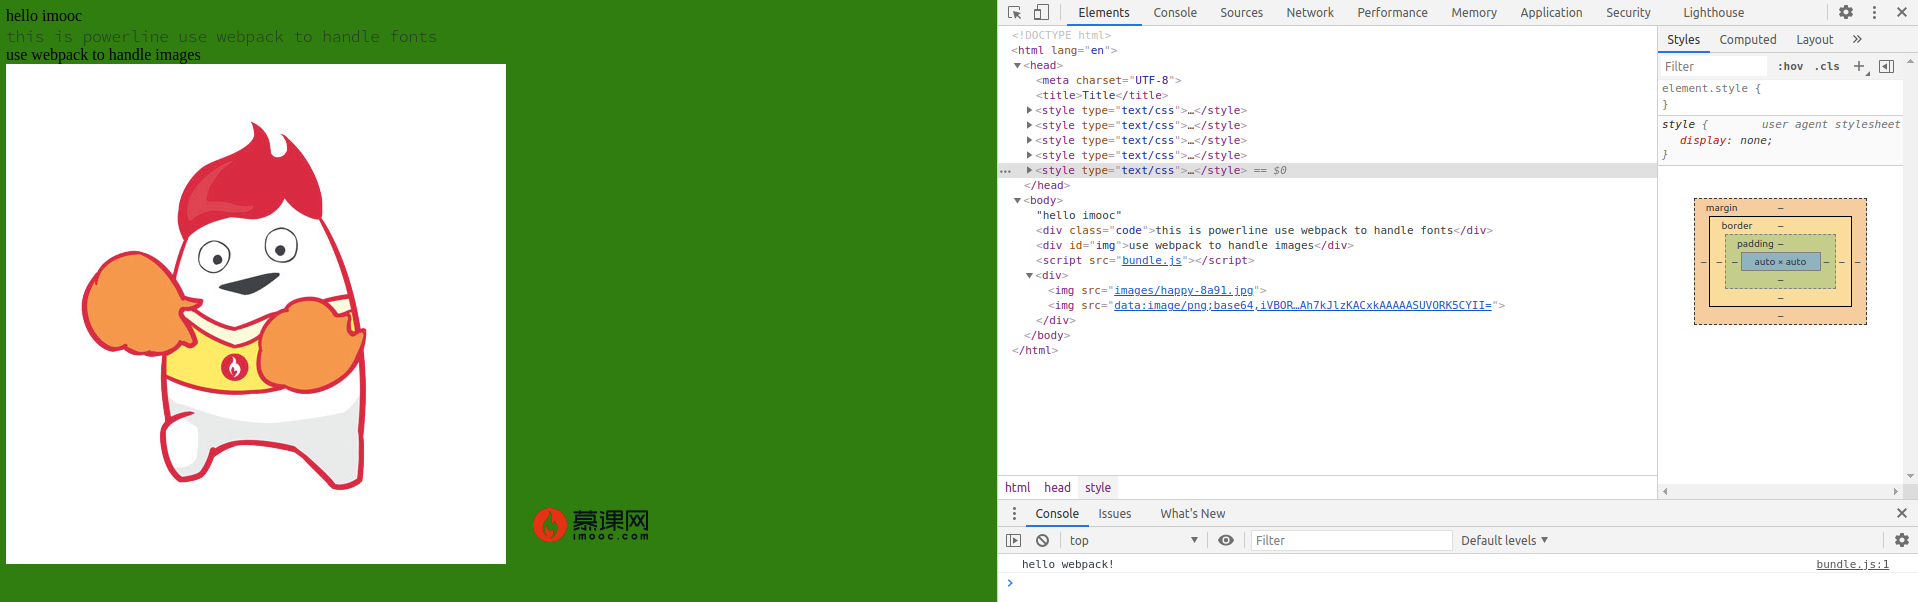 hello imooc
this is powerline use webpack to handle fonts
use webpack to handle images
慕课网
imooc.com
Elements Console Sources Network Performance Memory Application Security Lighthouse
<!DOCTYPE html>
<html lang="en">
<head>
<meta charset="UTF-8">
<title>Title</title>
<style type="text/css">…</style>
<style type="text/css">…</style>
<style type="text/css">…</style>
<style type="text/css">…</style>
… <style type="text/css">…</style> == $0
</head>
<body>
"hello imooc"
<div class="code">this is powerline use webpack to handle fonts</div>
<div id="img">use webpack to handle images</div>
<script src="bundle.js"></script>
<div>
<img src="images/happy-8a91.jpg">
<img src="data:image/png;base64,iVBOR…Ah7kJlzKACxkAAAAASUVORK5CYII=">
</div>
</body>
</html>
html head style
Styles Computed Layout »
Filter :hov .cls +
element.style {
}
style { user agent stylesheet
display: none;
}
margin –
border –
padding –
– – – auto × auto – – –
–
–
–
Console Issues What's New
top Filter Default levels
hello webpack! bundle.js:1